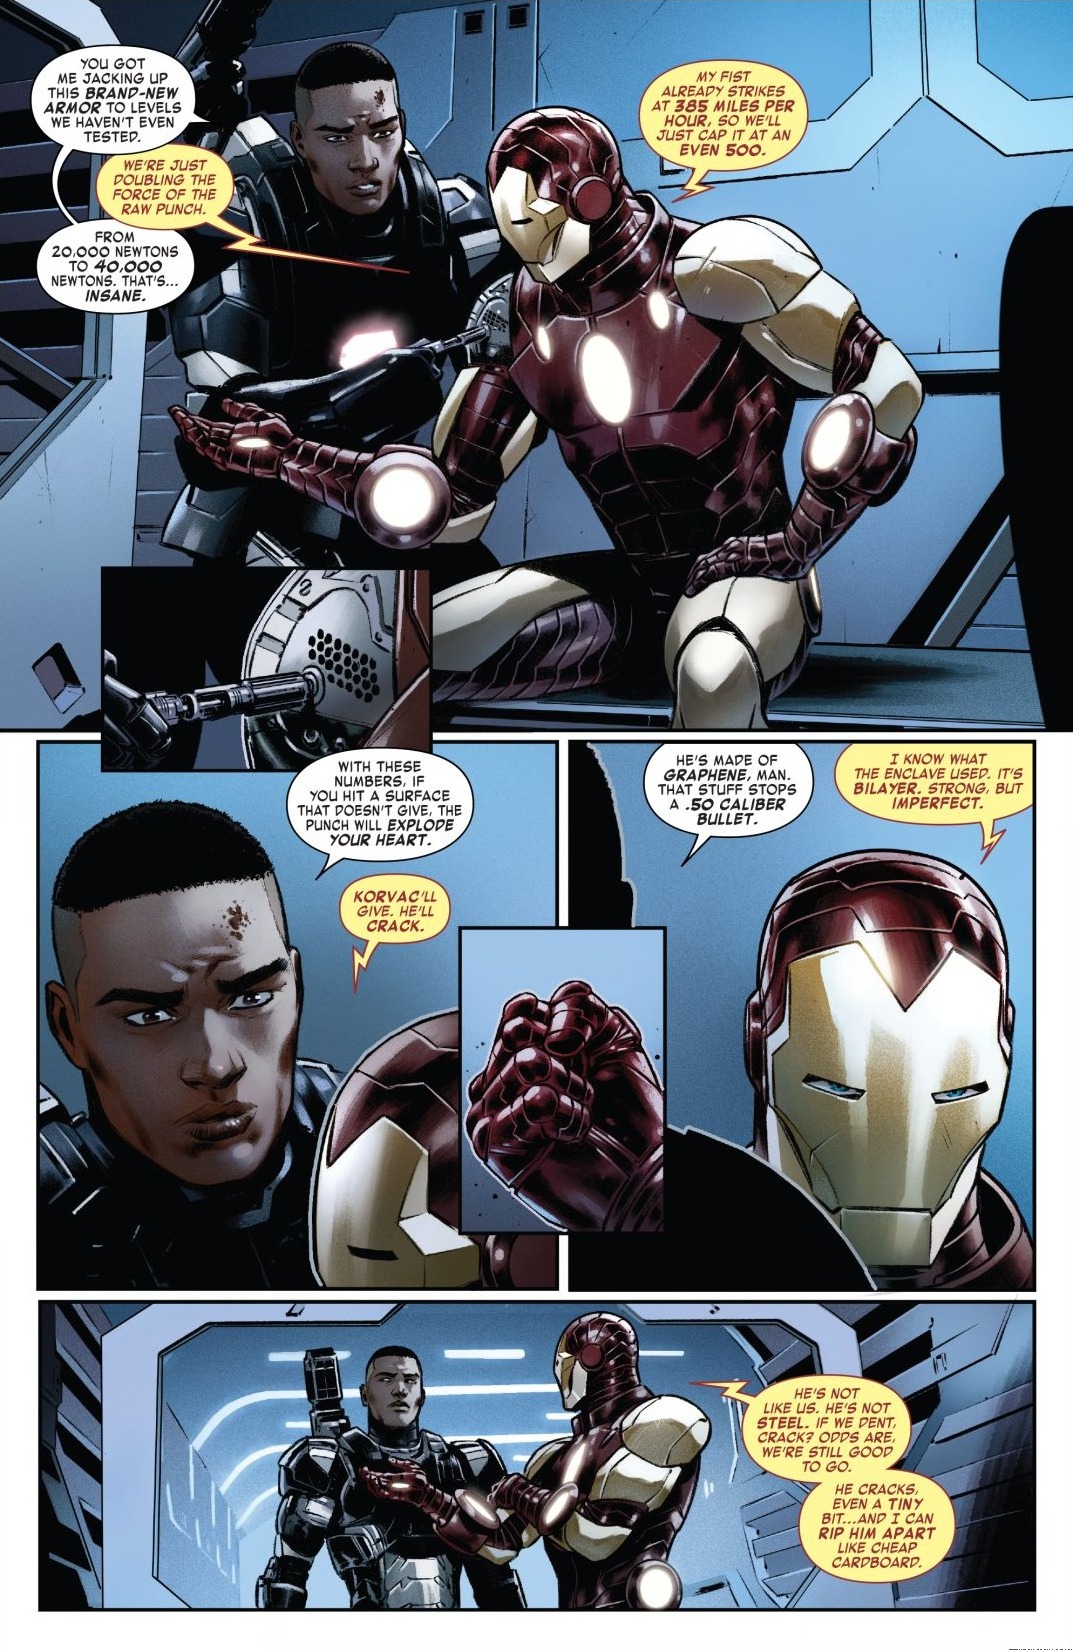 YOU GOT
ME JACKING UP
THIS BRAND-NEW
ARMOR TO LEVELS
WE HAVEN'T EVEN
TESTED.
WE'RE JUST
DOUBLING THE
FORCE OF THE
RAW PUNCH.
FROM
20,000 NEWTONS
TO 40,000
NEWTONS. THAT'S...
INSANE.
MY FIST
ALREADY STRIKES
AT 385 MILES PER
HOUR, SO WE'LL
JUST CAP IT AT AN
EVEN 500.
WITH THESE
NUMBERS, IF
YOU HIT A SURFACE
THAT DOESN'T GIVE, THE
PUNCH WILL EXPLODE
YOUR HEART.
KORVAC'LL
GIVE. HE'LL
CRACK.
HE'S MADE OF
GRAPHENE, MAN.
THAT STUFF STOPS
A .50 CALIBER
BULLET.
I KNOW WHAT
THE ENCLAVE USED. IT'S
BILAYER. STRONG, BUT
IMPERFECT.
HE'S NOT
LIKE US. HE'S NOT
STEEL. IF WE DENT,
CRACK? ODDS ARE,
WE'RE STILL GOOD
TO GO.
HE CRACKS,
EVEN A TINY
BIT...AND I CAN
RIP HIM APART
LIKE CHEAP
CARDBOARD.